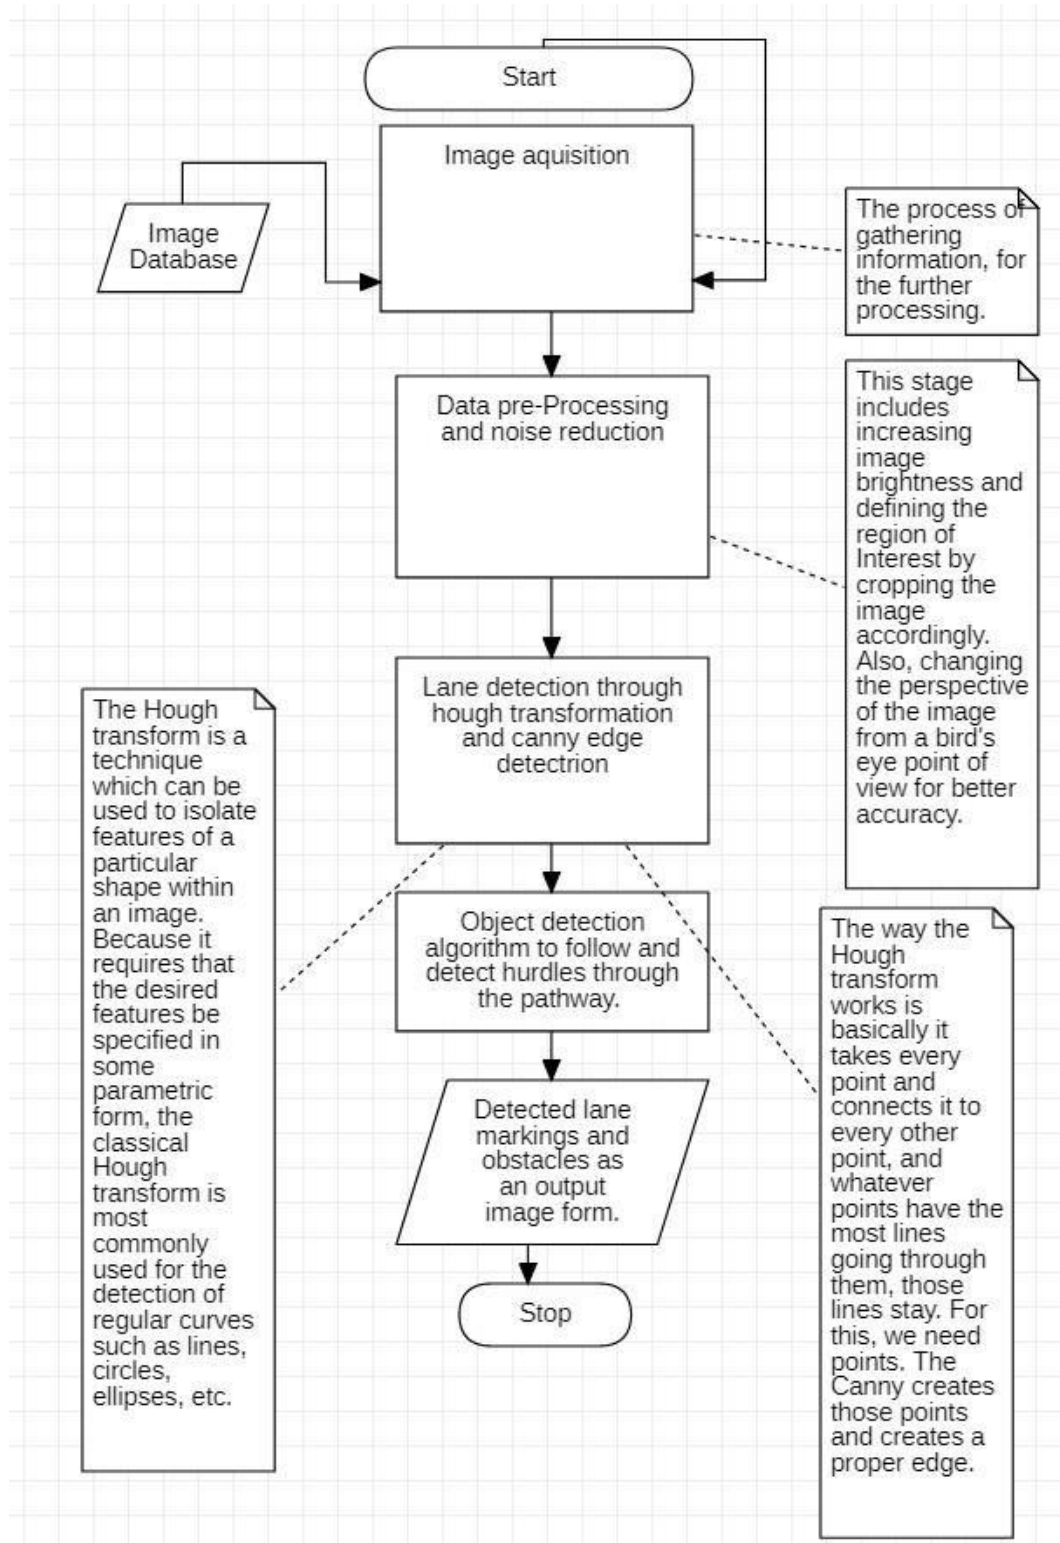 Start
Image aquisition
Image
Database
The process of
gathering
information, for
the further
processing.
Data pre-Processing
and noise reduction
This stage
includes
increasing
image
brightness and
defining the
region of
Interest by
cropping the
image
accordingly.
Also, changing
the perspective
of the image
from a bird's
eye point of
view for better
accuracy.
Lane detection through
hough transformation
and canny edge
detectrion
The Hough
transform is a
technique
which can be
used to isolate
features of a
particular
shape within
an image.
Because it
requires that
the desired
features be
specified in
some
parametric
form, the
classical
Hough
transform is
most
commonly
used for the
detection of
regular curves
such as lines,
circles,
ellipses, etc.
Object detection
algorithm to follow and
detect hurdles through
the pathway.
The way the
Hough
transform
works is
basically it
takes every
point and
connects it to
every other
point, and
whatever
points have the
most lines
going through
them, those
lines stay. For
this, we need
points. The
Canny creates
those points
and creates a
proper edge.
Detected lane
markings and
obstacles as
an output
image form.
Stop